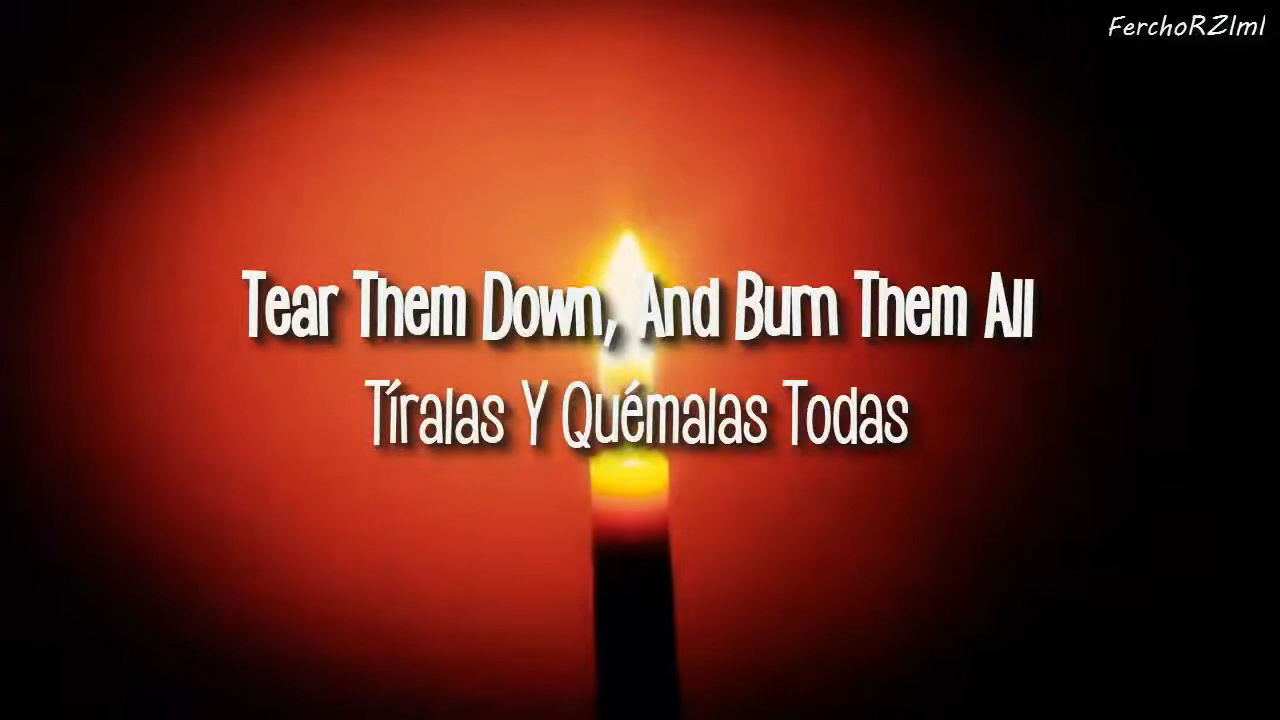 FerchoRZlml
Tear Them Down, And Burn Them All
Tíralas Y Quémalas Todas